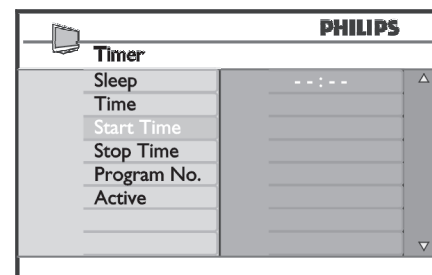 PHILIPS
Timer
Sleep
--:--
Time
Start Time
Stop Time
Program No.
Active